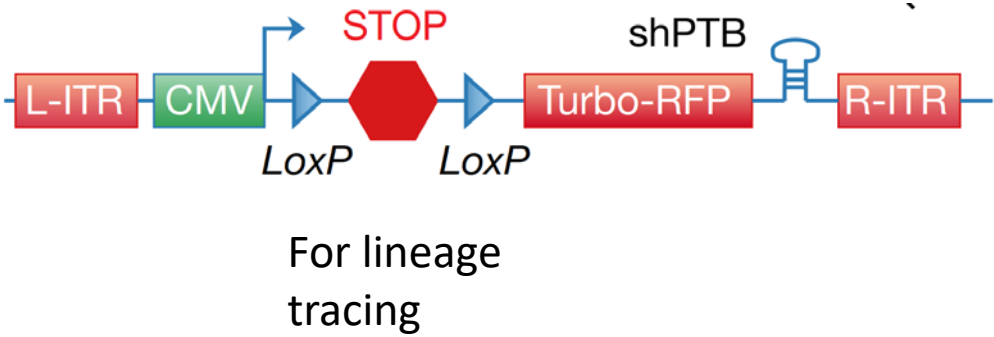 STOP
shPTB
L-ITR CMV Turbo-RFP R-ITR
LoxP LoxP
For lineage
tracing